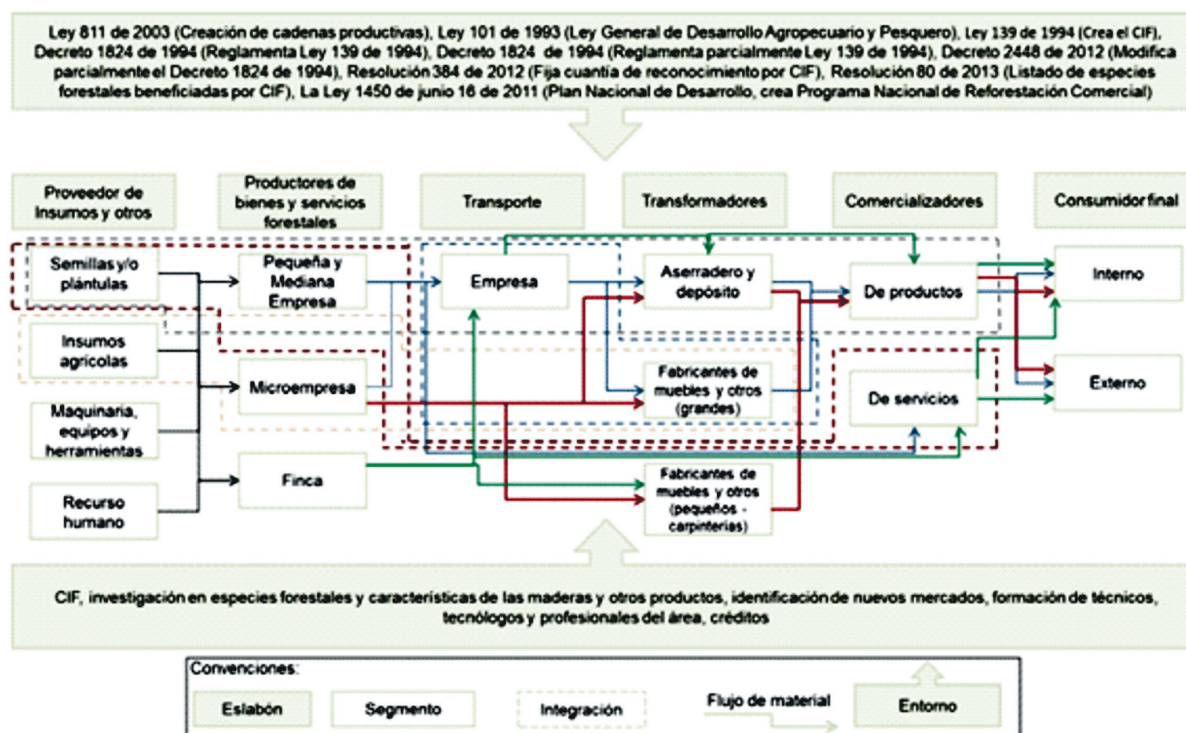 Ley 811 de 2003 (Creación de cadenas productivas), Ley 101 de 1993 (Ley General de Desarrollo Agropecuario y Pesquero), Ley 139 de 1994 (Crea el CIF),
Decreto 1824 de 1994 (Reglamenta Ley 139 de 1994), Decreto 1824 de 1994 (Reglamenta parcialmente Ley 139 de 1994), Decreto 2448 de 2012 (Modifica
parcialmente el Decreto 1824 de 1994), Resolución 384 de 2012 (Fija cuantía de reconocimiento por CIF), Resolución 80 de 2013 (Listado de especies
forestales beneficiadas por CIF), La Ley 1450 de junio 16 de 2011 (Plan Nacional de Desarrollo, crea Programa Nacional de Reforestación Comercial)
Proveedor de
Insumos y otros
Productores de
bienes y servicios
forestales
Transporte
Transformadores
Comercializadores
Consumidor final
Semillas y/o
plántulas
Pequeña y
Mediana
Empresa
Empresa
Aserradero y
depósito
De productos
Interno
Insumos
agrícolas
Microempresa
Fabricantes de
muebles y otros
(grandes)
De servicios
Externo
Maquinaria,
equipos y
herramientas
Finca
Fabricantes de
muebles y otros
(pequeños -
carpinterías)
Recurso
humano
CIF, investigación en especies forestales y características de las maderas y otros productos, identificación de nuevos mercados, formación de técnicos,
tecnólogos y profesionales del área, créditos
Convenciones:
Eslabón
Segmento
Integración
Flujo de material
Entorno